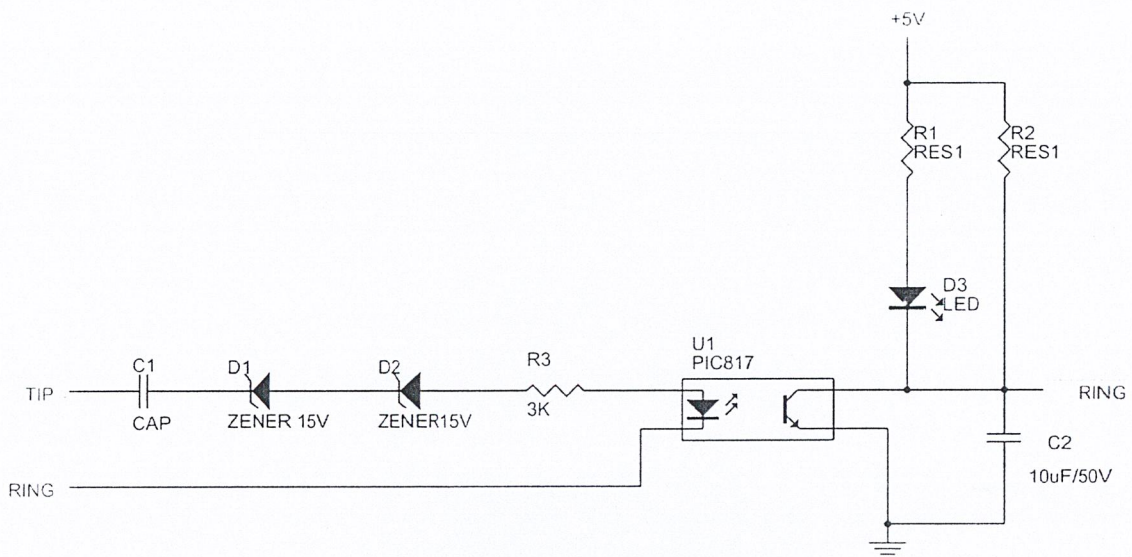 +5V
R1
RES1
R2
RES1
D3
LED
U1
PIC817
C1
CAP
D1
ZENER 15V
D2
ZENER15V
R3
3K
TIP
RING
RING
C2
10uF/50V